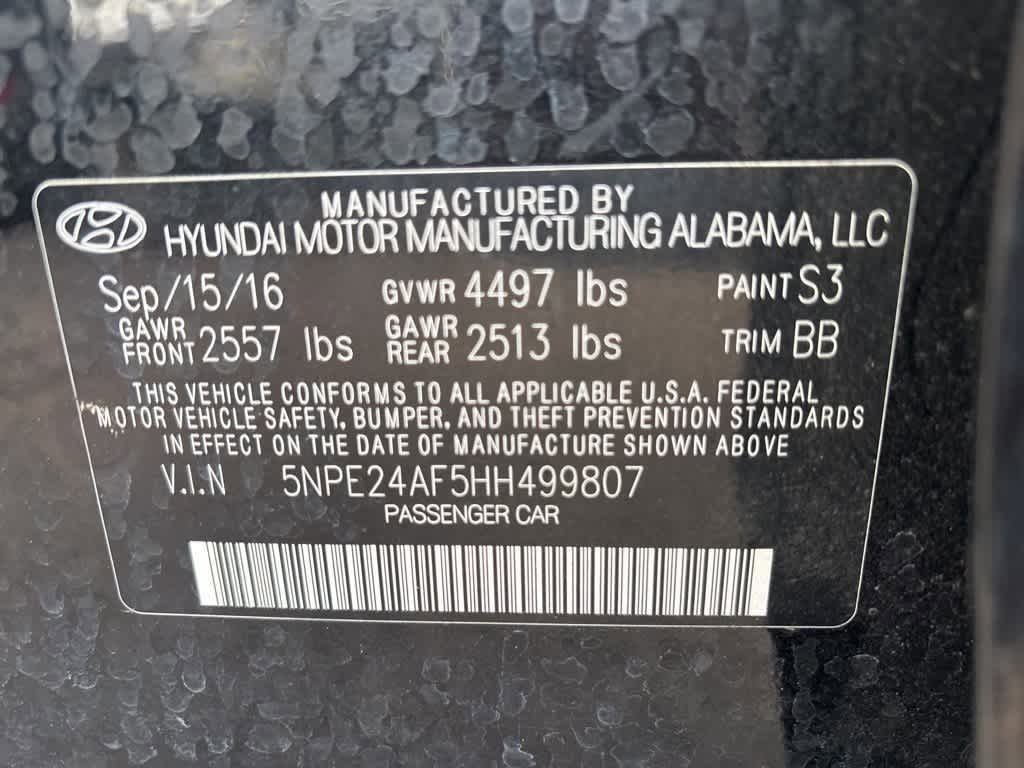 MANUFACTURED BY
HYUNDAI MOTOR MANUFACTURING ALABAMA, LLC
Sep/15/16 GVWR 4497 lbs PAINT S3
GAWR FRONT 2557 lbs GAWR REAR 2513 lbs TRIM BB
THIS VEHICLE CONFORMS TO ALL APPLICABLE U.S.A. FEDERAL
MOTOR VEHICLE SAFETY, BUMPER, AND THEFT PREVENTION STANDARDS
IN EFFECT ON THE DATE OF MANUFACTURE SHOWN ABOVE
V.I.N 5NPE24AF5HH499807
PASSENGER CAR